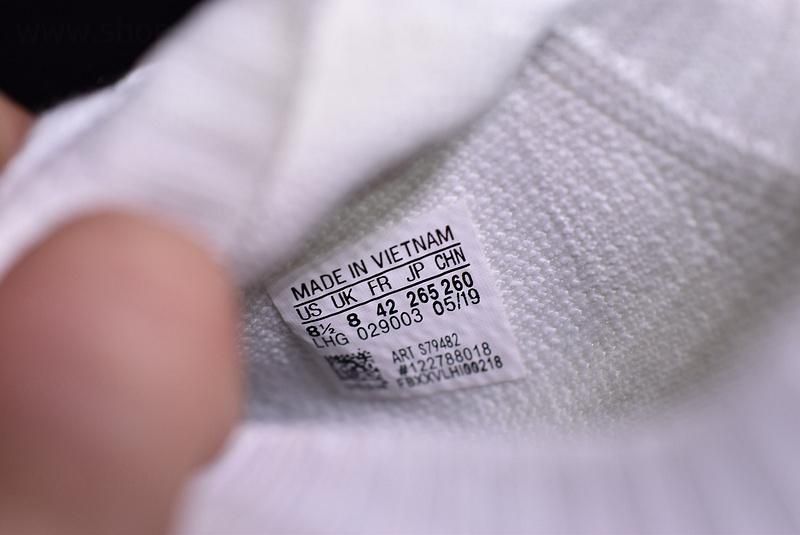 MADE IN VIETNAM
US UK FR JP CHN
8½ 8 42 265 260
LHG 029003 05/19
ART S79482
#122788018
FBXXVLHI00218